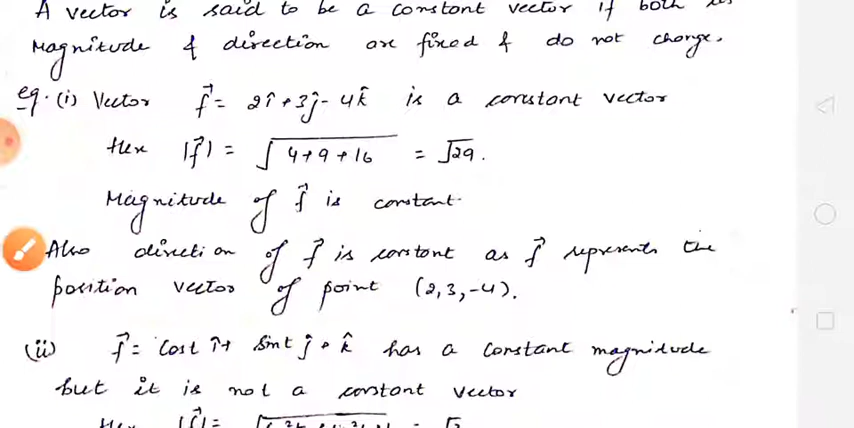 A vector is said to be a constant vector if both its
Magnitude & direction are fixed & do not change.
eg. (i) Vector f⃗ = 2î + 3ĵ - 4k̂ is a constant vector
Here |f⃗| = √4+9+16 = √29.
Magnitude of f⃗ is constant.
Also direction of f⃗ is constant as f⃗ represents the
position vector of point (2,3,-4).
(ii) f⃗ = Cost î + Sint ĵ + k̂ has a constant magnitude
but it is not a constant vector
Here |f⃗| =